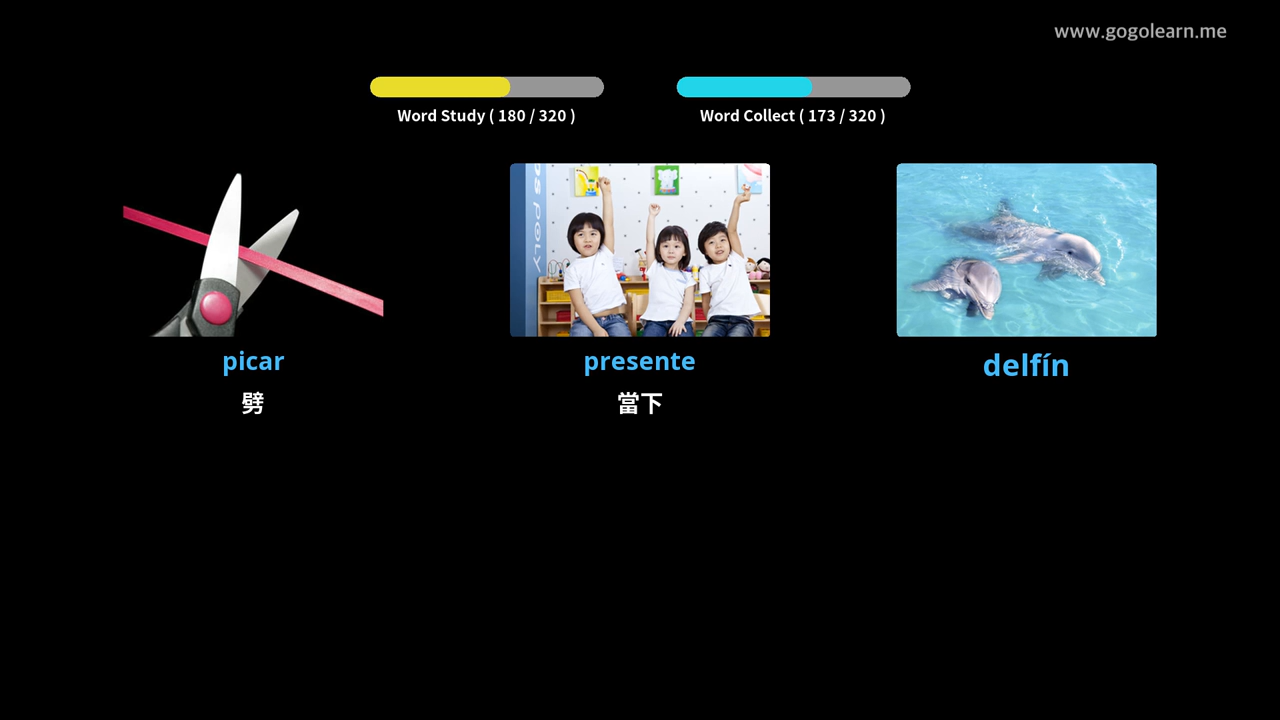 www.gogolearn.me
Word Study ( 180 / 320 )
Word Collect ( 173 / 320 )
picar
presente
delfín
劈
當下